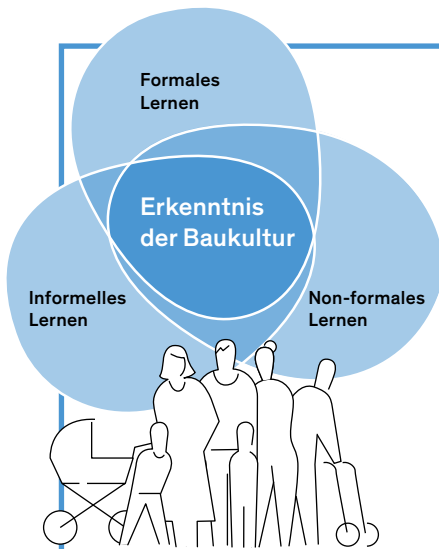 Formales
Lernen
Erkenntnis
der Baukultur
Informelles
Lernen
Non-formales
Lernen